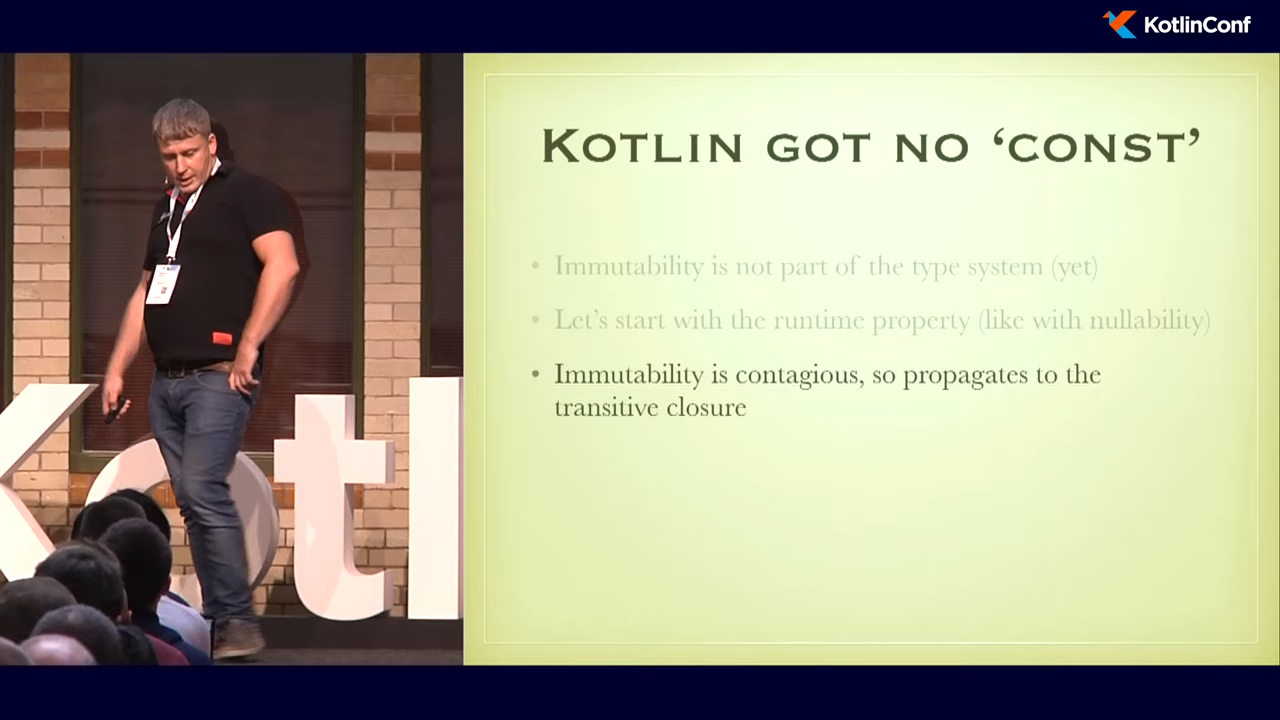 KotlinConf
KOTLIN GOT NO ‘CONST’
• Immutability is not part of the type system (yet)
• Let’s start with the runtime property (like with nullability)
• Immutability is contagious, so propagates to the
transitive closure
Kotl